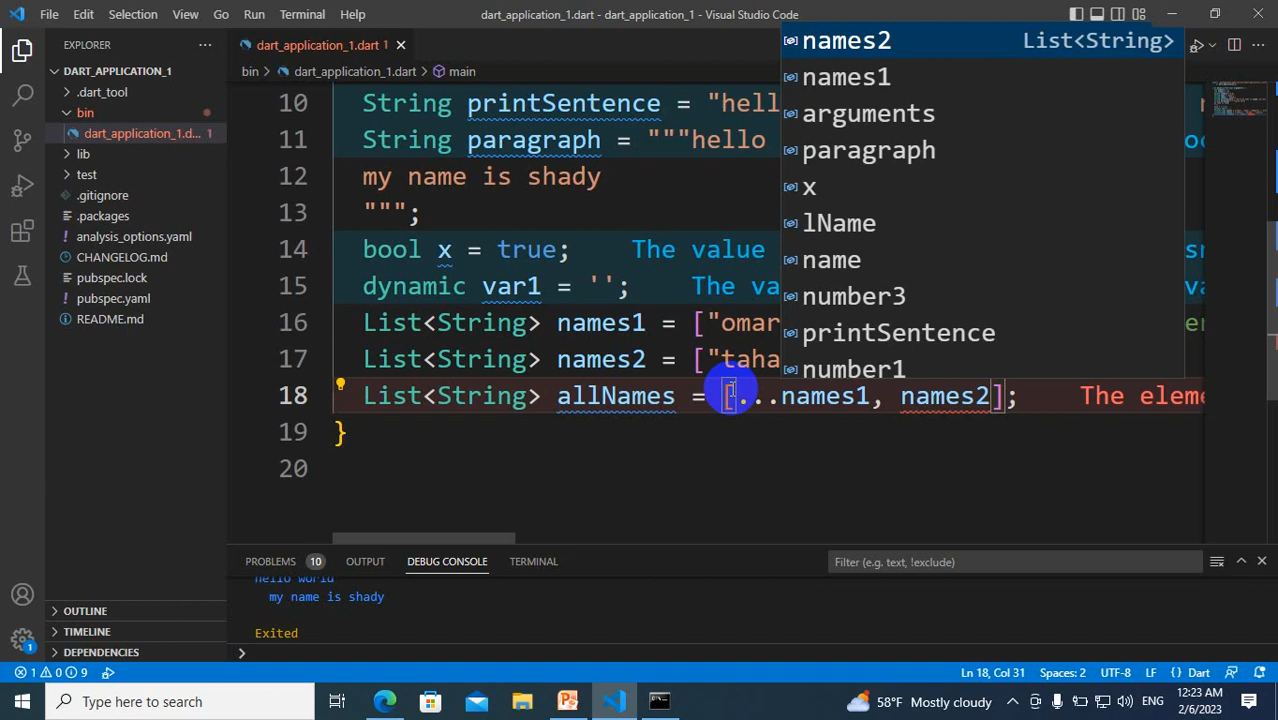 File Edit Selection View Go Run Terminal Help
dart_application_1.dart - dart_application_1 - Visual Studio Code
EXPLORER
DART_APPLICATION_1
.dart_tool
bin
dart_application_1.d... 1
lib
test
.gitignore
.packages
analysis_options.yaml
CHANGELOG.md
pubspec.lock
pubspec.yaml
README.md
OUTLINE
TIMELINE
DEPENDENCIES
dart_application_1.dart 1
bin > dart_application_1.dart > main
10 String printSentence = "hell
11 String paragraph = """hello
12 my name is shady
13 """;
14 bool x = true; The value
15 dynamic var1 = ''; The va
16 List<String> names1 = ["omar
17 List<String> names2 = ["taha
18 List<String> allNames = [...names1, names2]; The eleme
19 }
20
names2 List<String>
names1
arguments
paragraph
x
lName
name
number3
printSentence
number1
PROBLEMS 10 OUTPUT DEBUG CONSOLE TERMINAL
Filter (e.g. text, !exclude)
hello world
my name is shady
Exited
>
1 0 9
Ln 18, Col 31 Spaces: 2 UTF-8 LF {} Dart
1
Type here to search
58°F Mostly cloudy
ENG
12:23 AM
2/6/2023